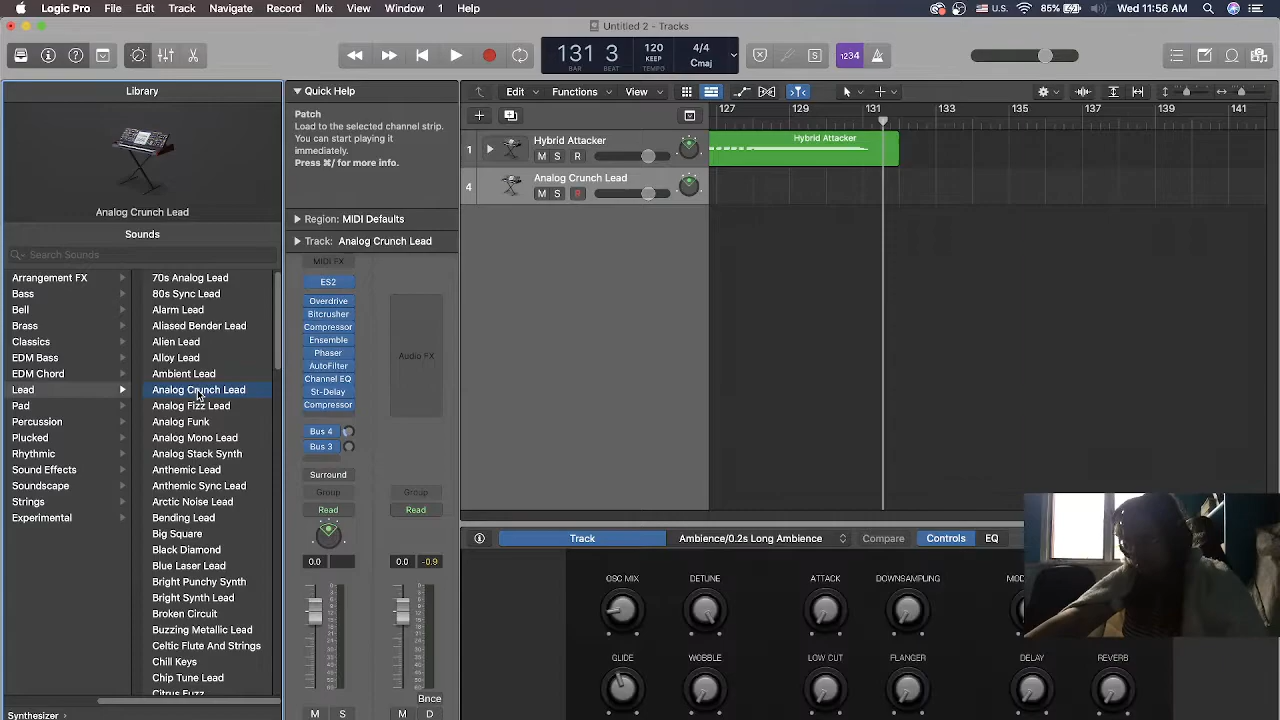 Logic Pro File Edit Track Record Mix View Window 1 Help U.S. 85% Wed 11:56 AM
Untitled 2 - Tracks
131 3 120 4/4
BAR BEAT KEEP TEMPO Cmaj
1234
Library
Analog Crunch Lead
Sounds
Search Sounds
Arrangement FX
Bass
Bell
Brass
Classics
EDM Bass
EDM Chord
Lead
Pad
Percussion
Plucked
Rhythmic
Sound Effects
Soundscape
Strings
Experimental
70s Analog Lead
80s Sync Lead
Alarm Lead
Aliased Bender Lead
Alien Lead
Alloy Lead
Ambient Lead
Analog Crunch Lead
Analog Fizz Lead
Analog Funk
Analog Mono Lead
Analog Stack Synth
Anthemic Lead
Anthemic Sync Lead
Arctic Noise Lead
Bending Lead
Big Square
Black Diamond
Blue Laser Lead
Bright Punchy Synth
Bright Synth Lead
Broken Circuit
Buzzing Metallic Lead
Celtic Flute And Strings
Chill Keys
Chip Tune Lead
Citrus Fuzz
Synthesizer
Quick Help
Patch
Load to the selected channel strip.
You can start playing it
immediately.
Press ⌘/ for more info.
Region: MIDI Defaults
Track: Analog Crunch Lead
MIDI FX
ES2
Overdrive
Bitcrusher
Compressor
Ensemble
Phaser
AutoFilter
Channel EQ
St-Delay
Compressor
Audio FX
Bus 4
Bus 3
Surround
Group Group
Read Read
0.0 0.0 -0.9
Bnce
M S M D
Edit Functions View
127 129 131 133 135 137 139 141
1 Hybrid Attacker
M S R
4 Analog Crunch Lead
M S R
Hybrid Attacker
Track Ambience/0.2s Long Ambience Compare Controls EQ
OSC MIX DETUNE ATTACK DOWNSAMPLING
GLIDE WOBBLE LOW CUT FLANGER DELAY REVERB